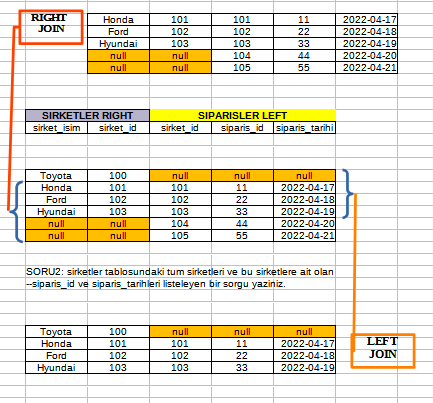 RIGHT
JOIN
Honda 101 101 11 2022-04-17
Ford 102 102 22 2022-04-18
Hyundai 103 103 33 2022-04-19
null null 104 44 2022-04-20
null null 105 55 2022-04-21
SIRKETLER RIGHT SIPARISLER LEFT
sirket_isim sirket_id sirket_id siparis_id siparis_tarihi
Toyota 100 null null null
Honda 101 101 11 2022-04-17
Ford 102 102 22 2022-04-18
Hyundai 103 103 33 2022-04-19
null null 104 44 2022-04-20
null null 105 55 2022-04-21
SORU2: sirketler tablosundaki tum sirketleri ve bu sirketlere ait olan
--siparis_id ve siparis_tarihleri listeleyen bir sorgu yaziniz.
Toyota 100 null null null
Honda 101 101 11 2022-04-17
Ford 102 102 22 2022-04-18
Hyundai 103 103 33 2022-04-19
LEFT
JOIN